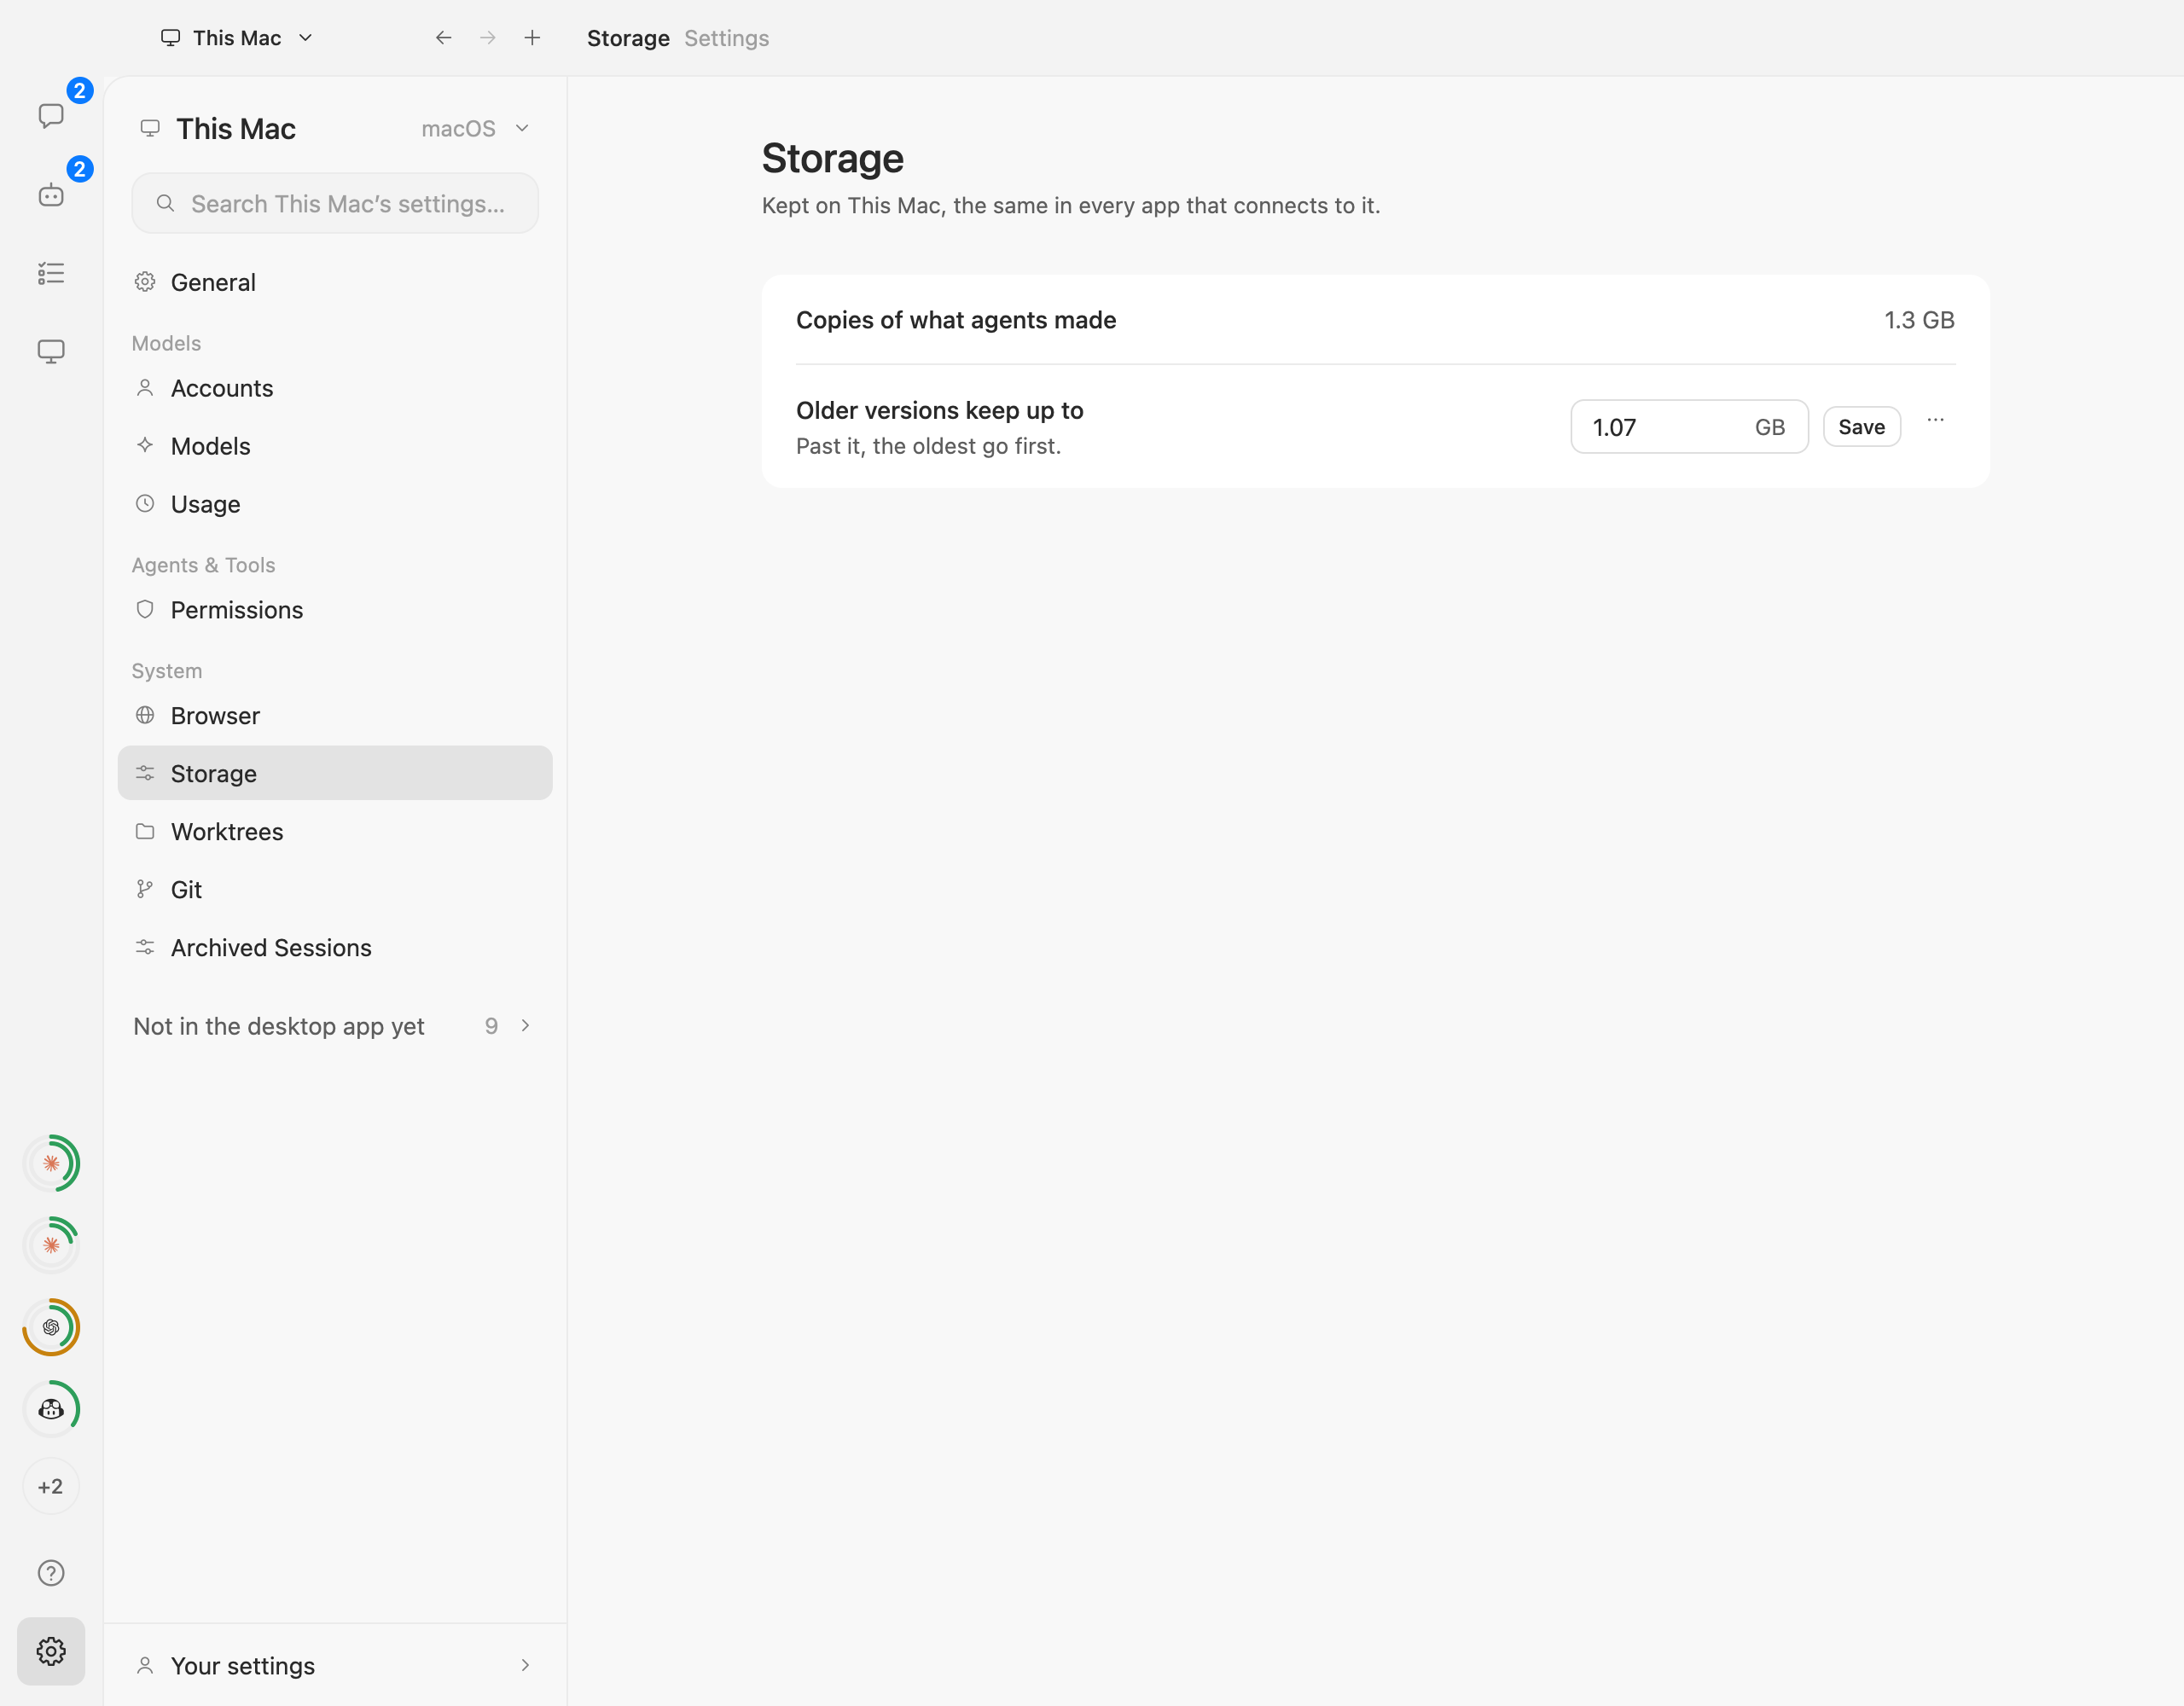 This Mac
Storage Settings
2
2
This Mac macOS
Search This Mac's settings...
General
Models
Accounts
Models
Usage
Agents & Tools
Permissions
System
Browser
Storage
Worktrees
Git
Archived Sessions
Not in the desktop app yet 9
+2
Your settings
Storage
Kept on This Mac, the same in every app that connects to it.
Copies of what agents made 1.3 GB
Older versions keep up to 1.07 GB Save ...
Past it, the oldest go first.